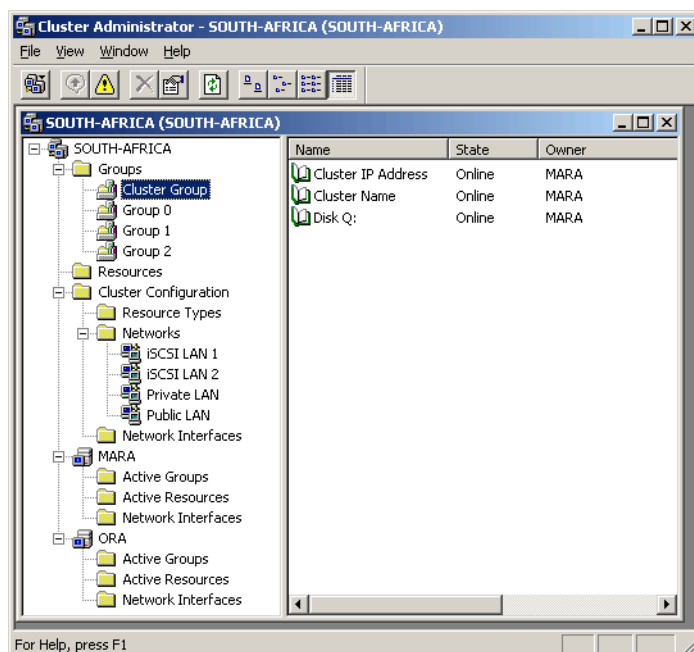 Cluster Administrator - SOUTH-AFRICA (SOUTH-AFRICA)
File View Window Help
SOUTH-AFRICA (SOUTH-AFRICA)
SOUTH-AFRICA
Groups
Cluster Group
Group 0
Group 1
Group 2
Resources
Cluster Configuration
Resource Types
Networks
iSCSI LAN 1
iSCSI LAN 2
Private LAN
Public LAN
Network Interfaces
MARA
Active Groups
Active Resources
Network Interfaces
ORA
Active Groups
Active Resources
Network Interfaces
Name State Owner
Cluster IP Address Online MARA
Cluster Name Online MARA
Disk Q: Online MARA
For Help, press F1